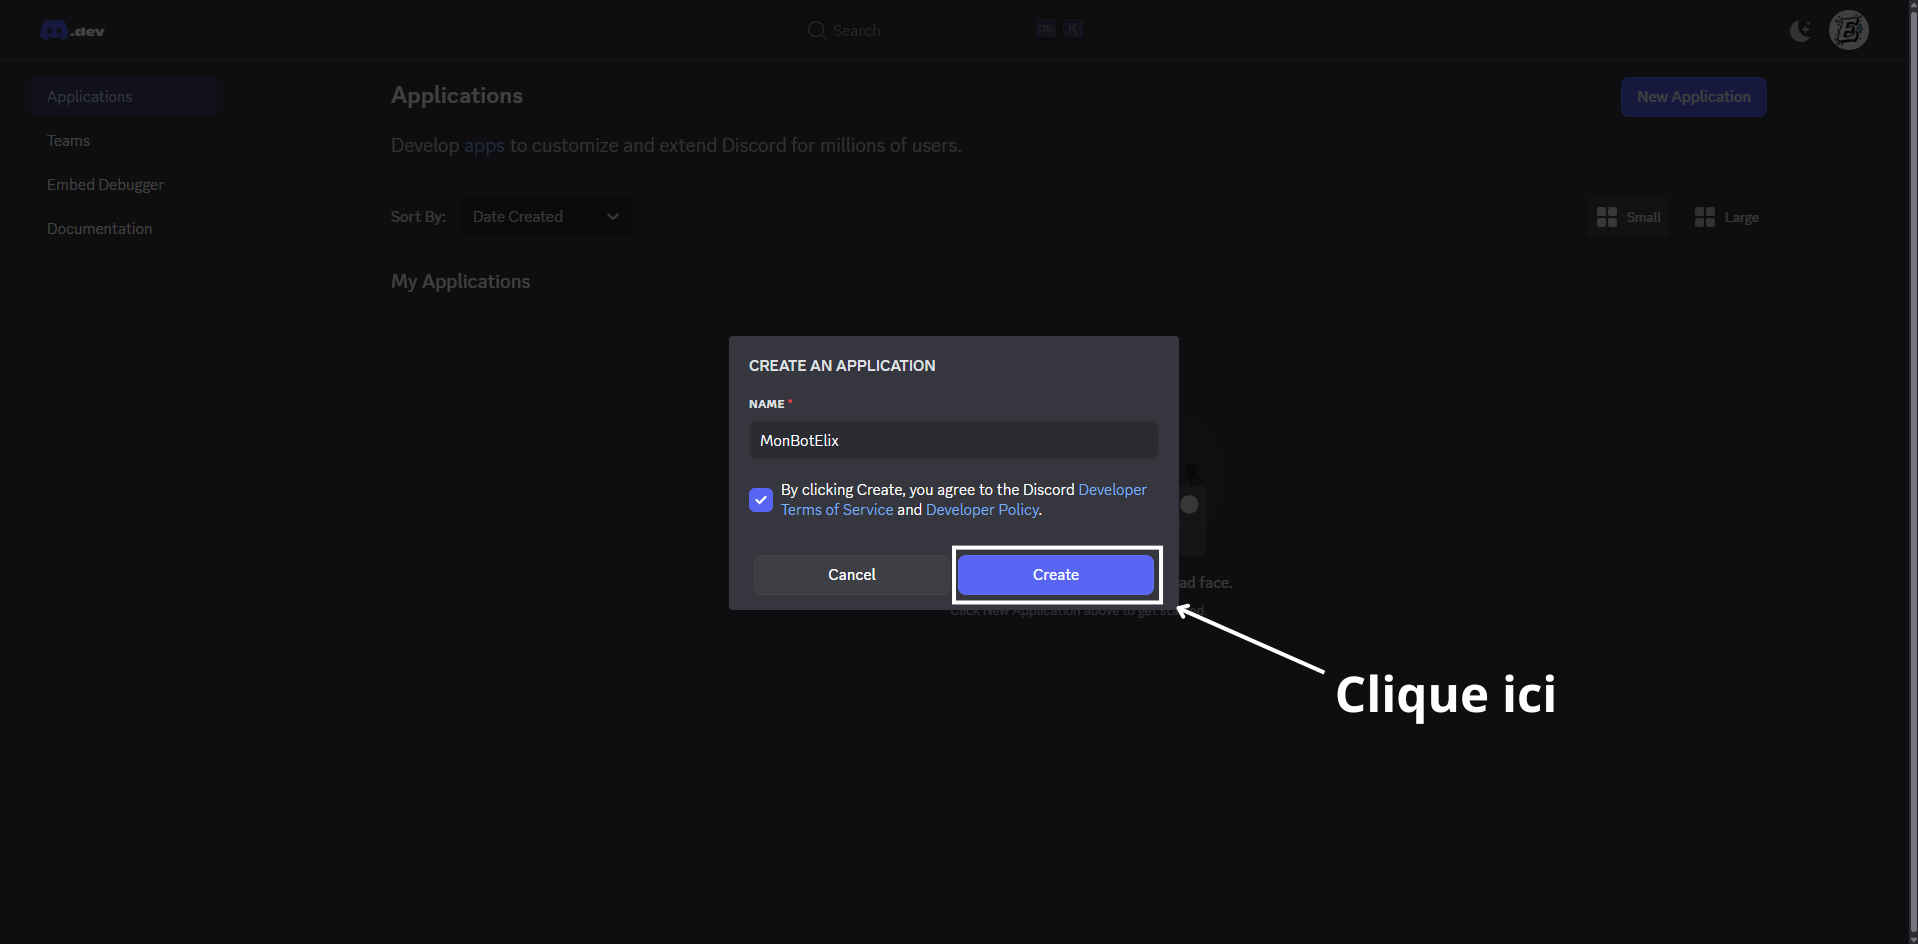 .dev
Search
CTRL K
Applications
Teams
Embed Debugger
Documentation
Applications
New Application
Develop apps to customize and extend Discord for millions of users.
Sort By:
Date Created
Small
Large
My Applications
CREATE AN APPLICATION
NAME *
MonBotElix
By clicking Create, you agree to the Discord Developer
Terms of Service and Developer Policy.
Cancel
Create
ad face.
Click New Application above to get started.
Clique ici